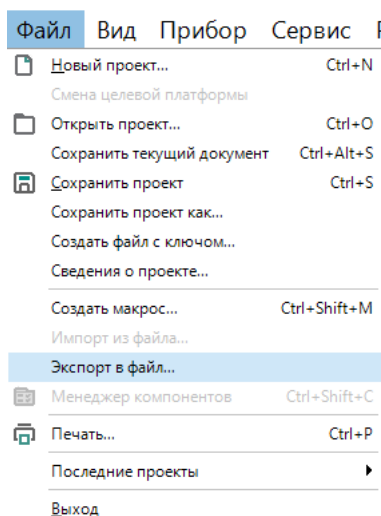 Файл Вид Прибор Сервис
Новый проект... Ctrl+N
Смена целевой платформы
Открыть проект... Ctrl+O
Сохранить текущий документ Ctrl+Alt+S
Сохранить проект Ctrl+S
Сохранить проект как...
Создать файл с ключом...
Сведения о проекте...
Создать макрос... Ctrl+Shift+M
Импорт из файла...
Экспорт в файл...
Менеджер компонентов Ctrl+Shift+C
Печать... Ctrl+P
Последние проекты
Выход